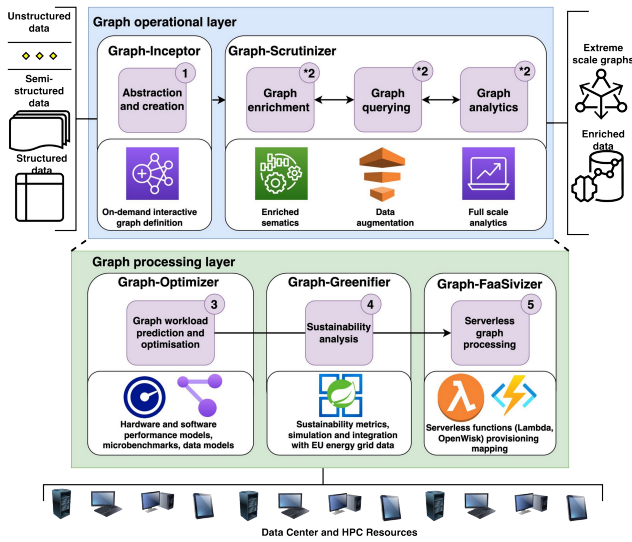 Unstructured
data
Semi-
structured
data
Structured
data
Graph operational layer
Graph-Inceptor
1
Abstraction
and creation
On-demand interactive
graph definition
Graph-Scrutinizer
*2
Graph
enrichment
*2
Graph
querying
*2
Graph
analytics
Enriched
sematics
Data
augmentation
Full scale
analytics
Extreme
scale graphs
Enriched
data
Graph processing layer
Graph-Optimizer
3
Graph workload
prediction and
optimisation
Hardware and software
performance models,
microbenchmarks, data models
Graph-Greenifier
4
Sustainability
analysis
Sustainability metrics,
simulation and integration
with EU energy grid data
Graph-FaaSivizer
5
Serverless
graph
processing
Serverless functions (Lambda,
OpenWisk) provisioning
mapping
Data Center and HPC Resources